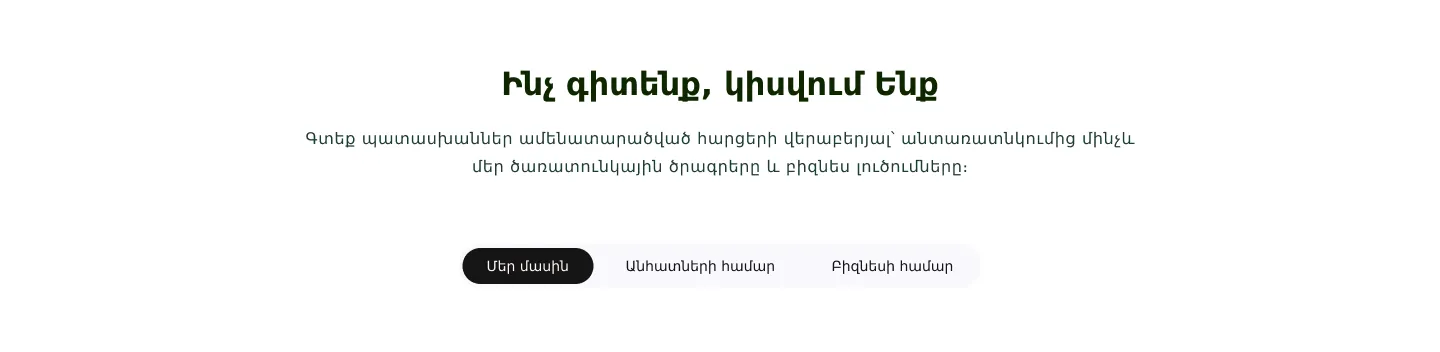 Ինչ գիտենք, կիսվում Ենք
Գտեք պատասխաններ ամենատարածված հարցերի վերաբերյալ՝ անտառատնկումից մինչև
մեր ծառատունկային ծրագրերը և բիզնես լուծումները։
Մեր մասին
Անհատների համար
Բիզնեսի համար